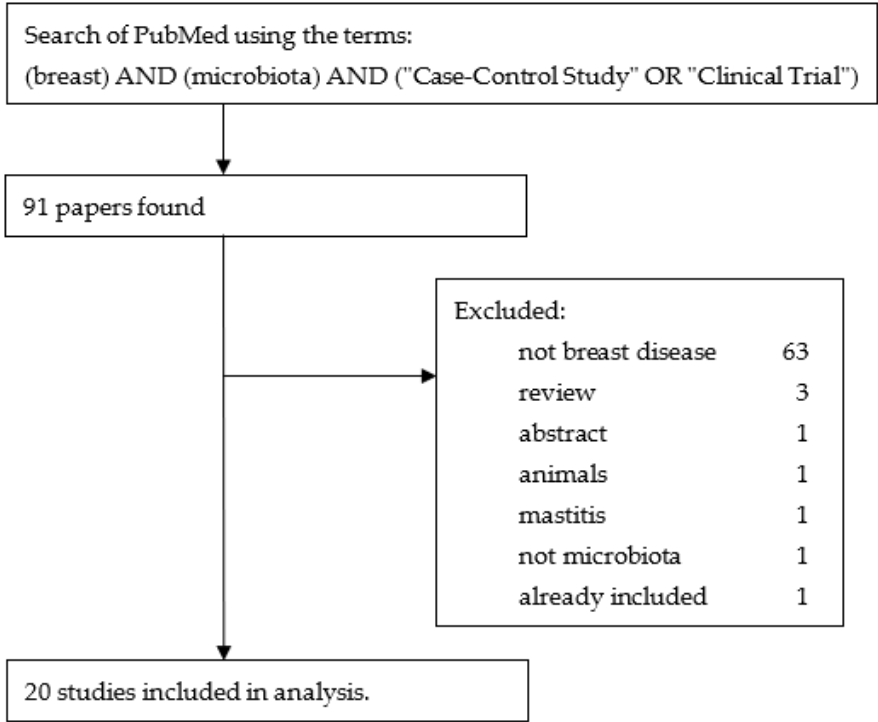 Search of PubMed using the terms:
(breast) AND (microbiota) AND ("Case-Control Study" OR "Clinical Trial")
91 papers found
Excluded:
not breast disease 63
review 3
abstract 1
animals 1
mastitis 1
not microbiota 1
already included 1
20 studies included in analysis.